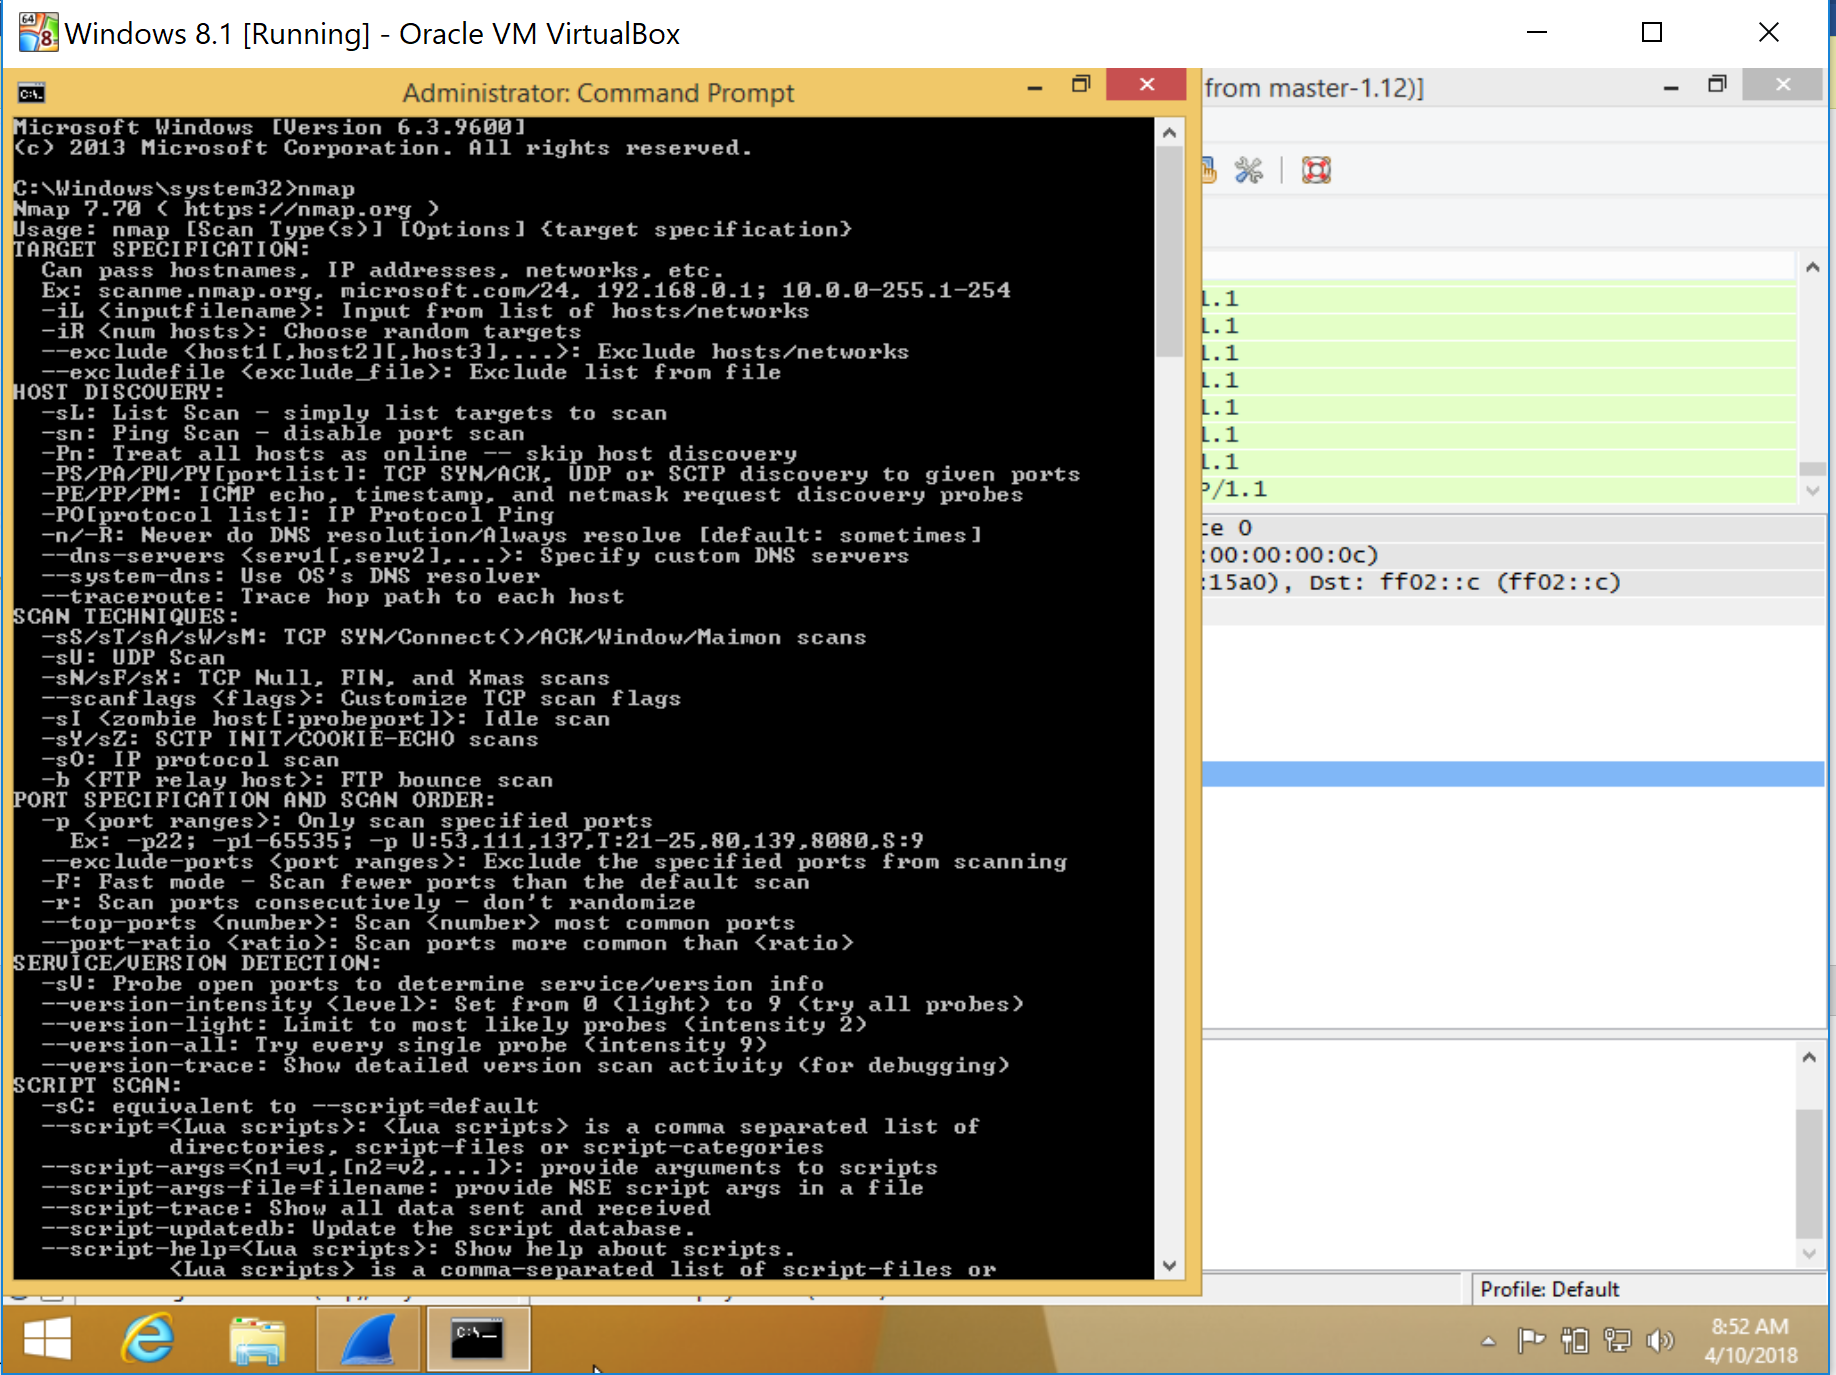 Windows 8.1 [Running] - Oracle VM VirtualBox
Administrator: Command Prompt
from master-1.12)]
Microsoft Windows [Version 6.3.9600]
(c) 2013 Microsoft Corporation. All rights reserved.
C:\Windows\system32>nmap
Nmap 7.70 ( https://nmap.org )
Usage: nmap [Scan Type(s)] [Options] {target specification}
TARGET SPECIFICATION:
Can pass hostnames, IP addresses, networks, etc.
Ex: scanme.nmap.org, microsoft.com/24, 192.168.0.1; 10.0.0-255.1-254
-iL <inputfilename>: Input from list of hosts/networks
-iR <num hosts>: Choose random targets
--exclude <host1[,host2][,host3],...>: Exclude hosts/networks
--excludefile <exclude_file>: Exclude list from file
HOST DISCOVERY:
-sL: List Scan - simply list targets to scan
-sn: Ping Scan - disable port scan
-Pn: Treat all hosts as online -- skip host discovery
-PS/PA/PU/PY[portlist]: TCP SYN/ACK, UDP or SCTP discovery to given ports
-PE/PP/PM: ICMP echo, timestamp, and netmask request discovery probes
-PO[protocol list]: IP Protocol Ping
-n/-R: Never do DNS resolution/Always resolve [default: sometimes]
--dns-servers <serv1[,serv2],...>: Specify custom DNS servers
--system-dns: Use OS's DNS resolver
--traceroute: Trace hop path to each host
SCAN TECHNIQUES:
-sS/sT/sA/sW/sM: TCP SYN/Connect()/ACK/Window/Maimon scans
-sU: UDP Scan
-sN/sF/sX: TCP Null, FIN, and Xmas scans
--scanflags <flags>: Customize TCP scan flags
-sI <zombie host[:probeport]>: Idle scan
-sY/sZ: SCTP INIT/COOKIE-ECHO scans
-sO: IP protocol scan
-b <FTP relay host>: FTP bounce scan
PORT SPECIFICATION AND SCAN ORDER:
-p <port ranges>: Only scan specified ports
Ex: -p22; -p1-65535; -p U:53,111,137,T:21-25,80,139,8080,S:9
--exclude-ports <port ranges>: Exclude the specified ports from scanning
-F: Fast mode - Scan fewer ports than the default scan
-r: Scan ports consecutively - don't randomize
--top-ports <number>: Scan <number> most common ports
--port-ratio <ratio>: Scan ports more common than <ratio>
SERVICE/VERSION DETECTION:
-sV: Probe open ports to determine service/version info
--version-intensity <level>: Set from 0 (light) to 9 (try all probes)
--version-light: Limit to most likely probes (intensity 2)
--version-all: Try every single probe (intensity 9)
--version-trace: Show detailed version scan activity (for debugging)
SCRIPT SCAN:
-sC: equivalent to --script=default
--script=<Lua scripts>: <Lua scripts> is a comma separated list of
directories, script-files or script-categories
--script-args=<n1=v1,[n2=v2,...]>: provide arguments to scripts
--script-args-file=filename: provide NSE script args in a file
--script-trace: Show all data sent and received
--script-updatedb: Update the script database.
--script-help=<Lua scripts>: Show help about scripts.
<Lua scripts> is a comma-separated list of script-files or
1.1
1.1
1.1
1.1
1.1
1.1
1.1
P/1.1
ce 0
:00:00:00:0c)
:15a0), Dst: ff02::c (ff02::c)
Profile: Default
8:52 AM
4/10/2018